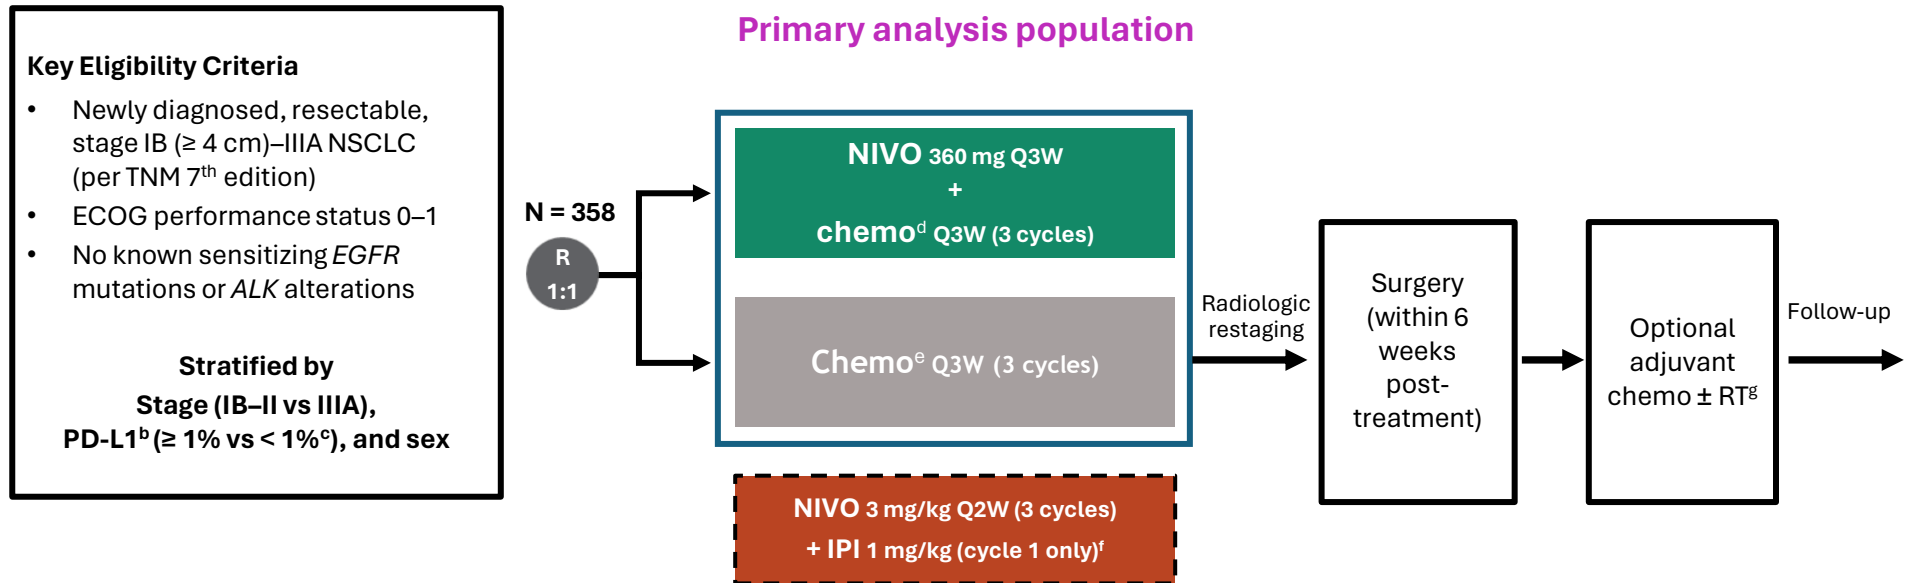 Primary analysis population
Key Eligibility Criteria
• Newly diagnosed, resectable,
stage IB (≥ 4 cm)–IIIA NSCLC
(per TNM 7th edition)
• ECOG performance status 0–1
• No known sensitizing EGFR
mutations or ALK alterations
Stratified by
Stage (IB–II vs IIIA),
PD-L1b (≥ 1% vs < 1%c), and sex
N = 358
R
1:1
NIVO 360 mg Q3W
+
chemod Q3W (3 cycles)
Chemoe Q3W (3 cycles)
NIVO 3 mg/kg Q2W (3 cycles)
+ IPI 1 mg/kg (cycle 1 only)f
Radiologic
restaging
Surgery
(within 6
weeks
post-
treatment)
Optional
adjuvant
chemo ± RTg
Follow-up